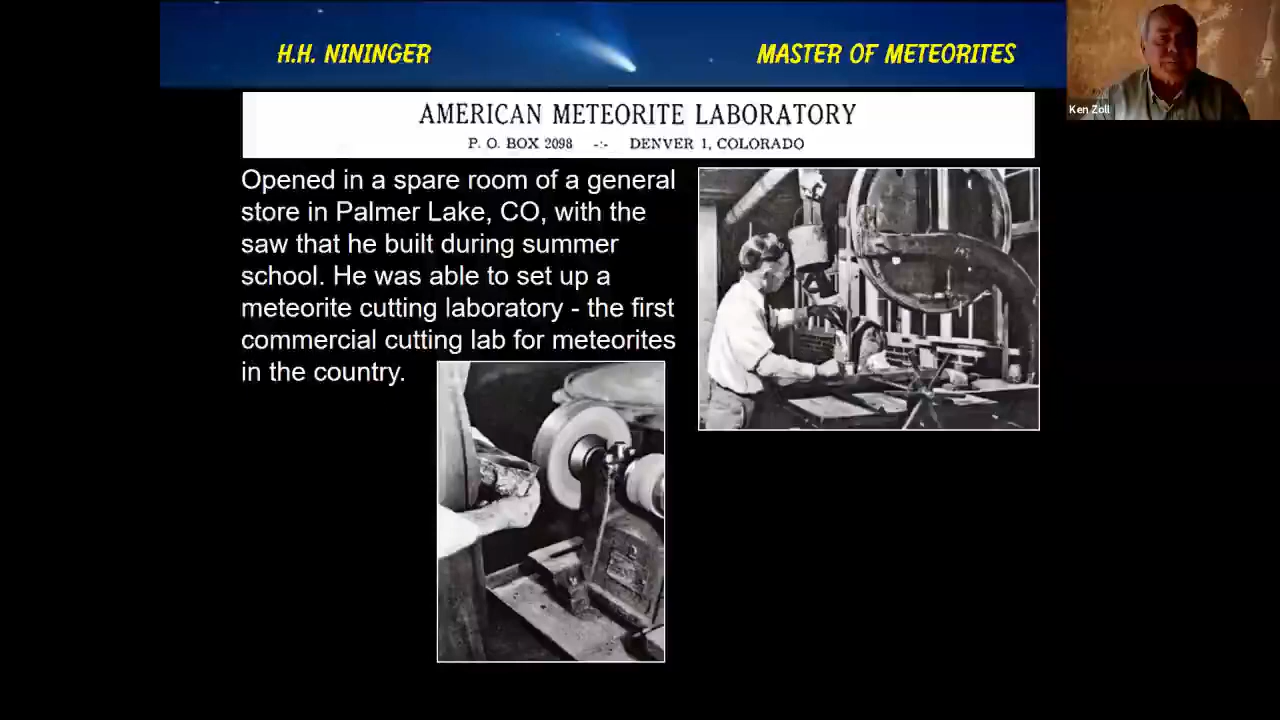 H.H. NININGER
MASTER OF METEORITES
Ken Zoll
AMERICAN METEORITE LABORATORY
P. O. BOX 2098 -:- DENVER 1, COLORADO
Opened in a spare room of a general
store in Palmer Lake, CO, with the
saw that he built during summer
school. He was able to set up a
meteorite cutting laboratory - the first
commercial cutting lab for meteorites
in the country.